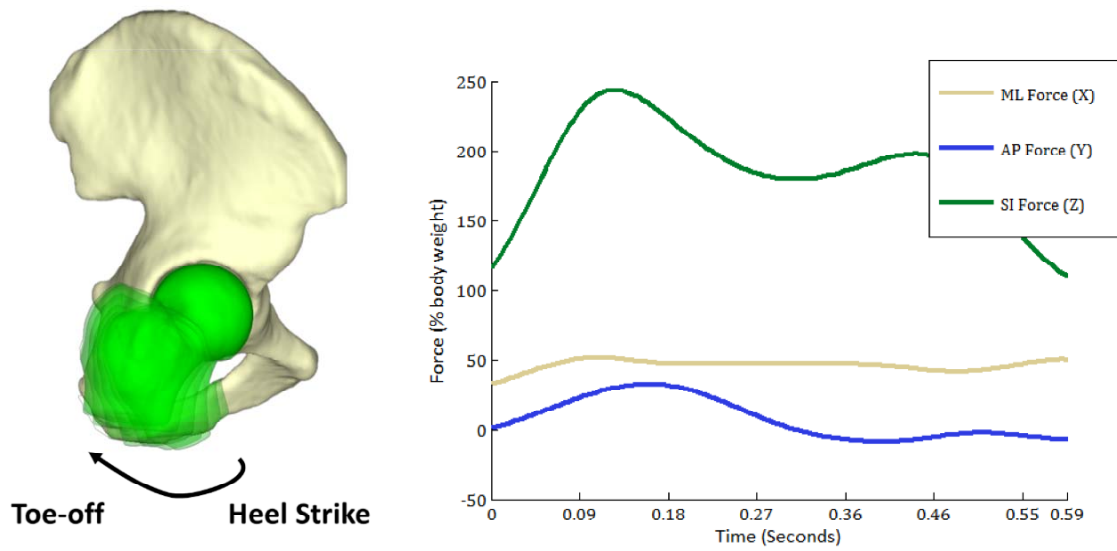 Toe-off
Heel Strike
250
200
150
100
50
0
-50
Force (% body weight)
0 0.09 0.18 0.27 0.36 0.46 0.55 0.59
Time (Seconds)
ML Force (X)
AP Force (Y)
SI Force (Z)